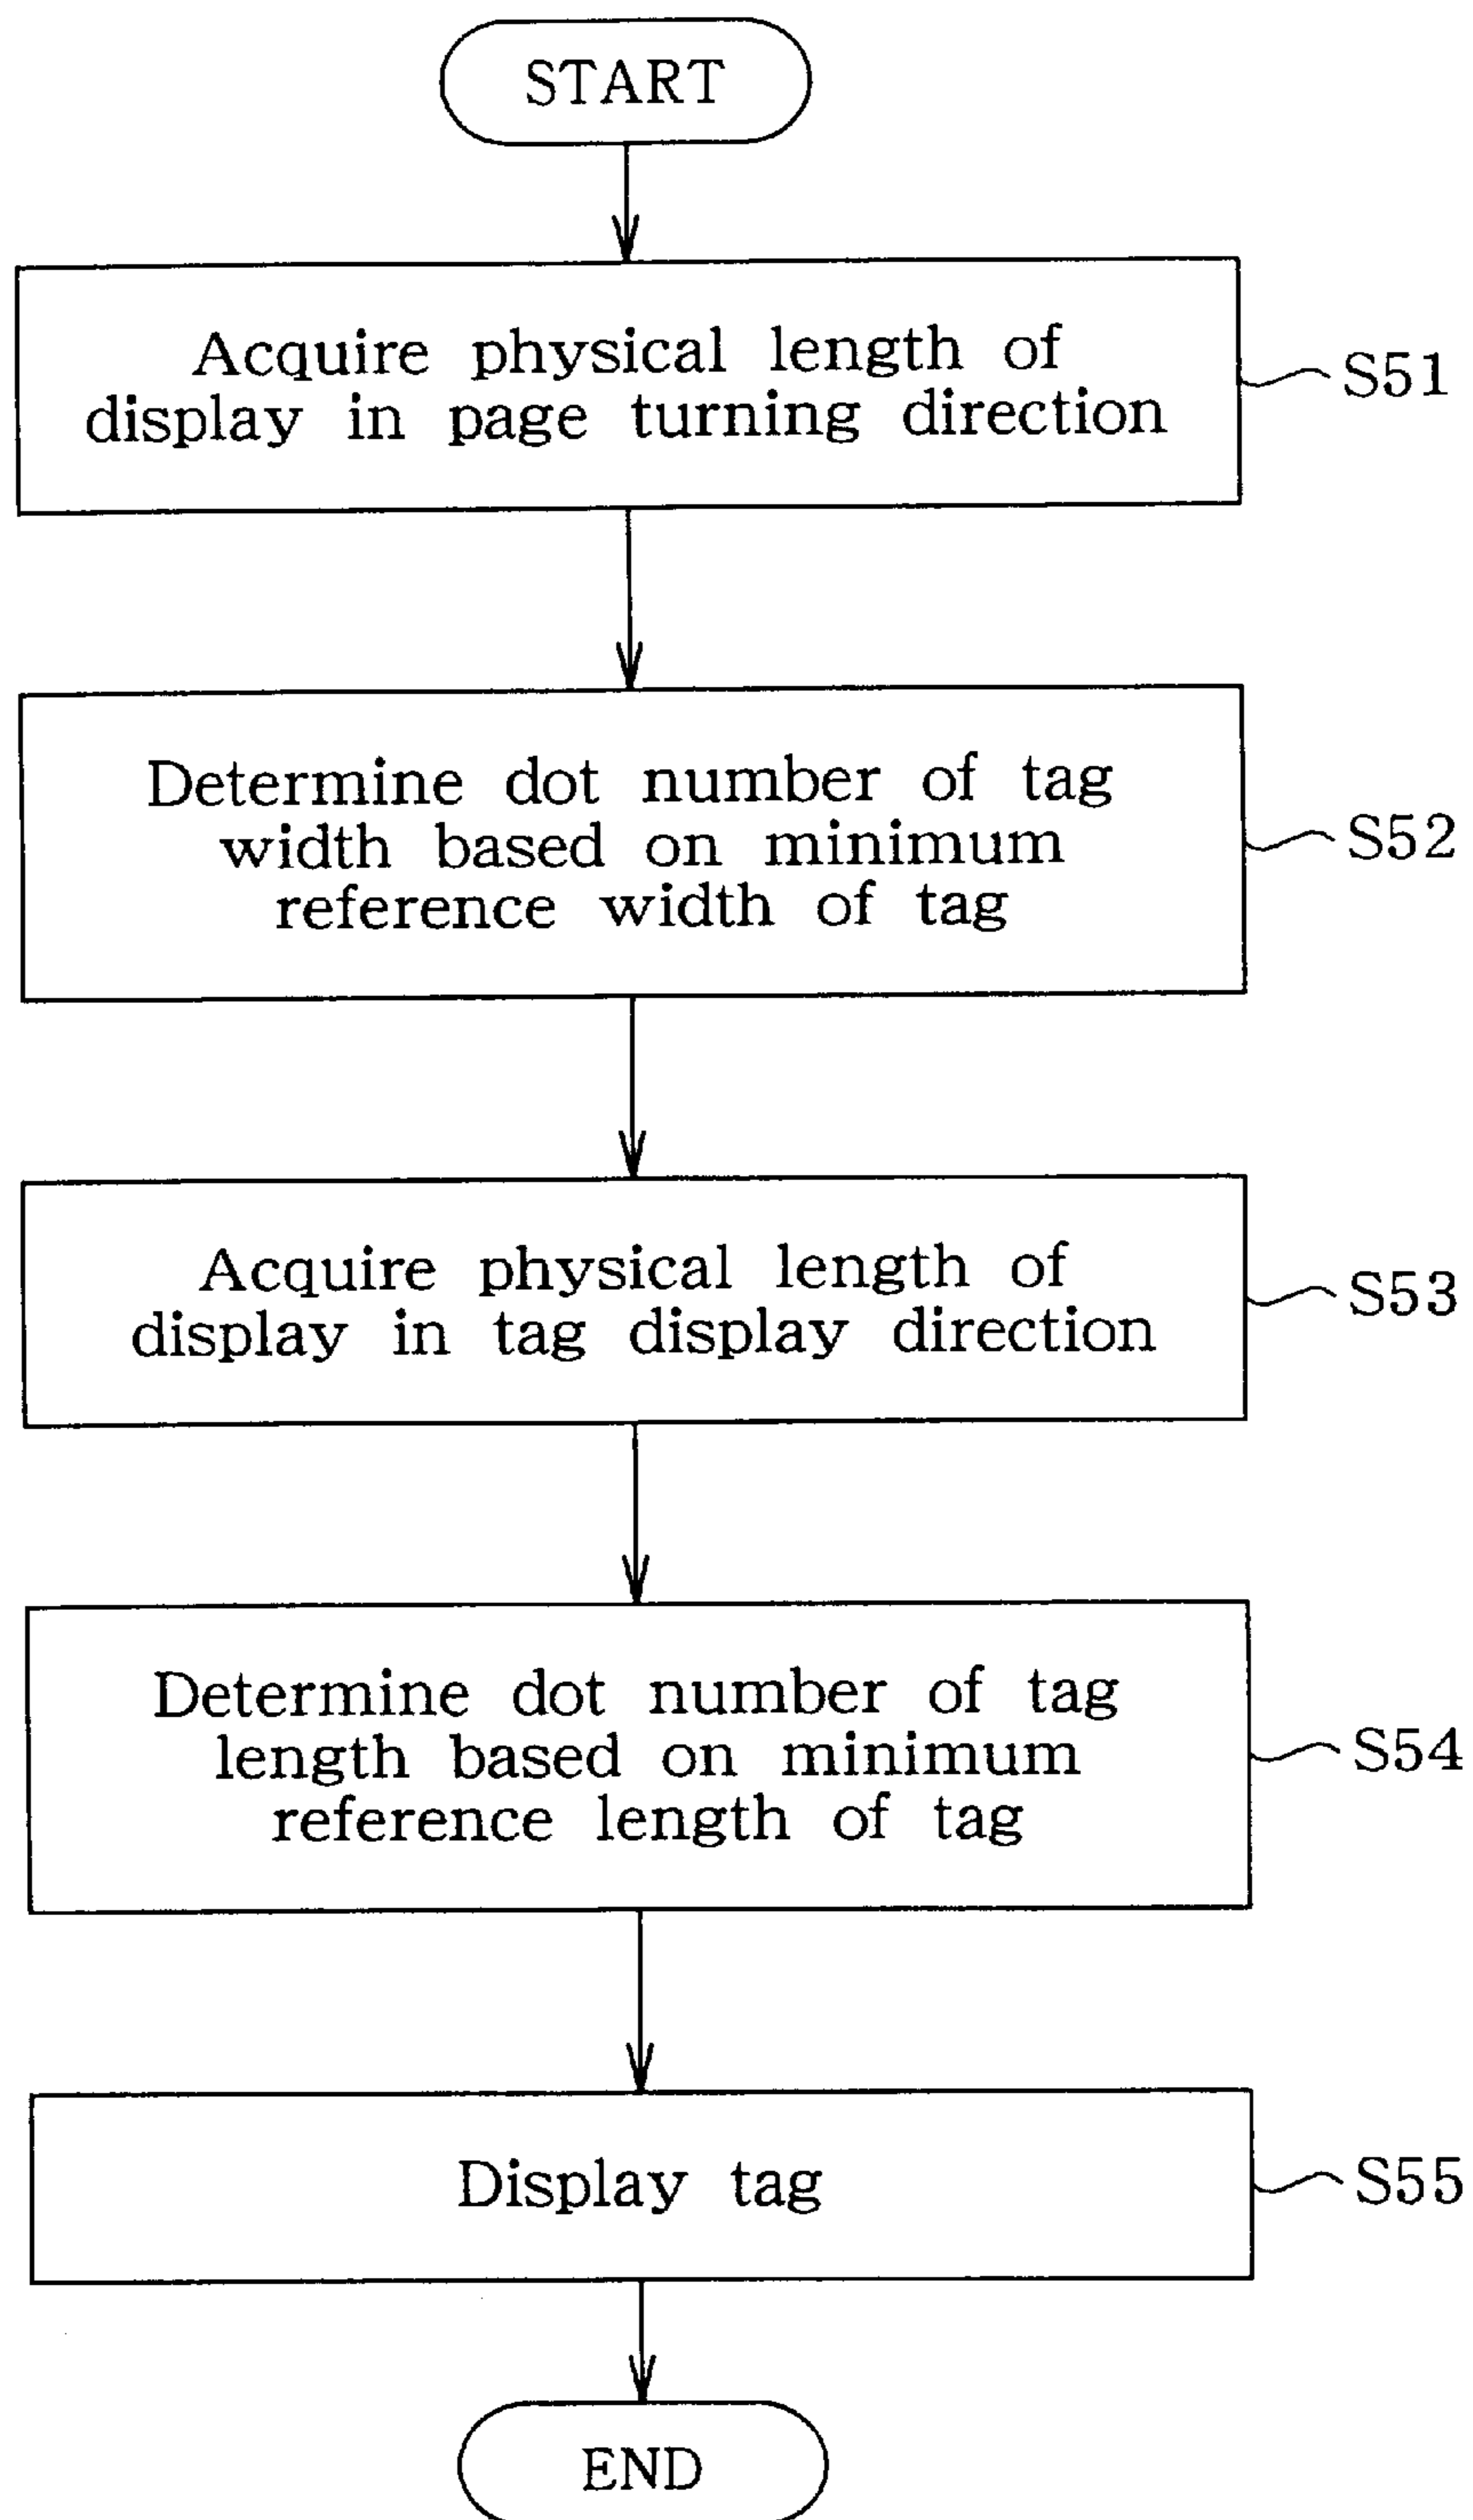 START
Acquire physical length of
display in page turning direction
S51
Determine dot number of tag
width based on minimum
reference width of tag
S52
Acquire physical length of
display in tag display direction
S53
Determine dot number of tag
length based on minimum
reference length of tag
S54
Display tag
S55
END